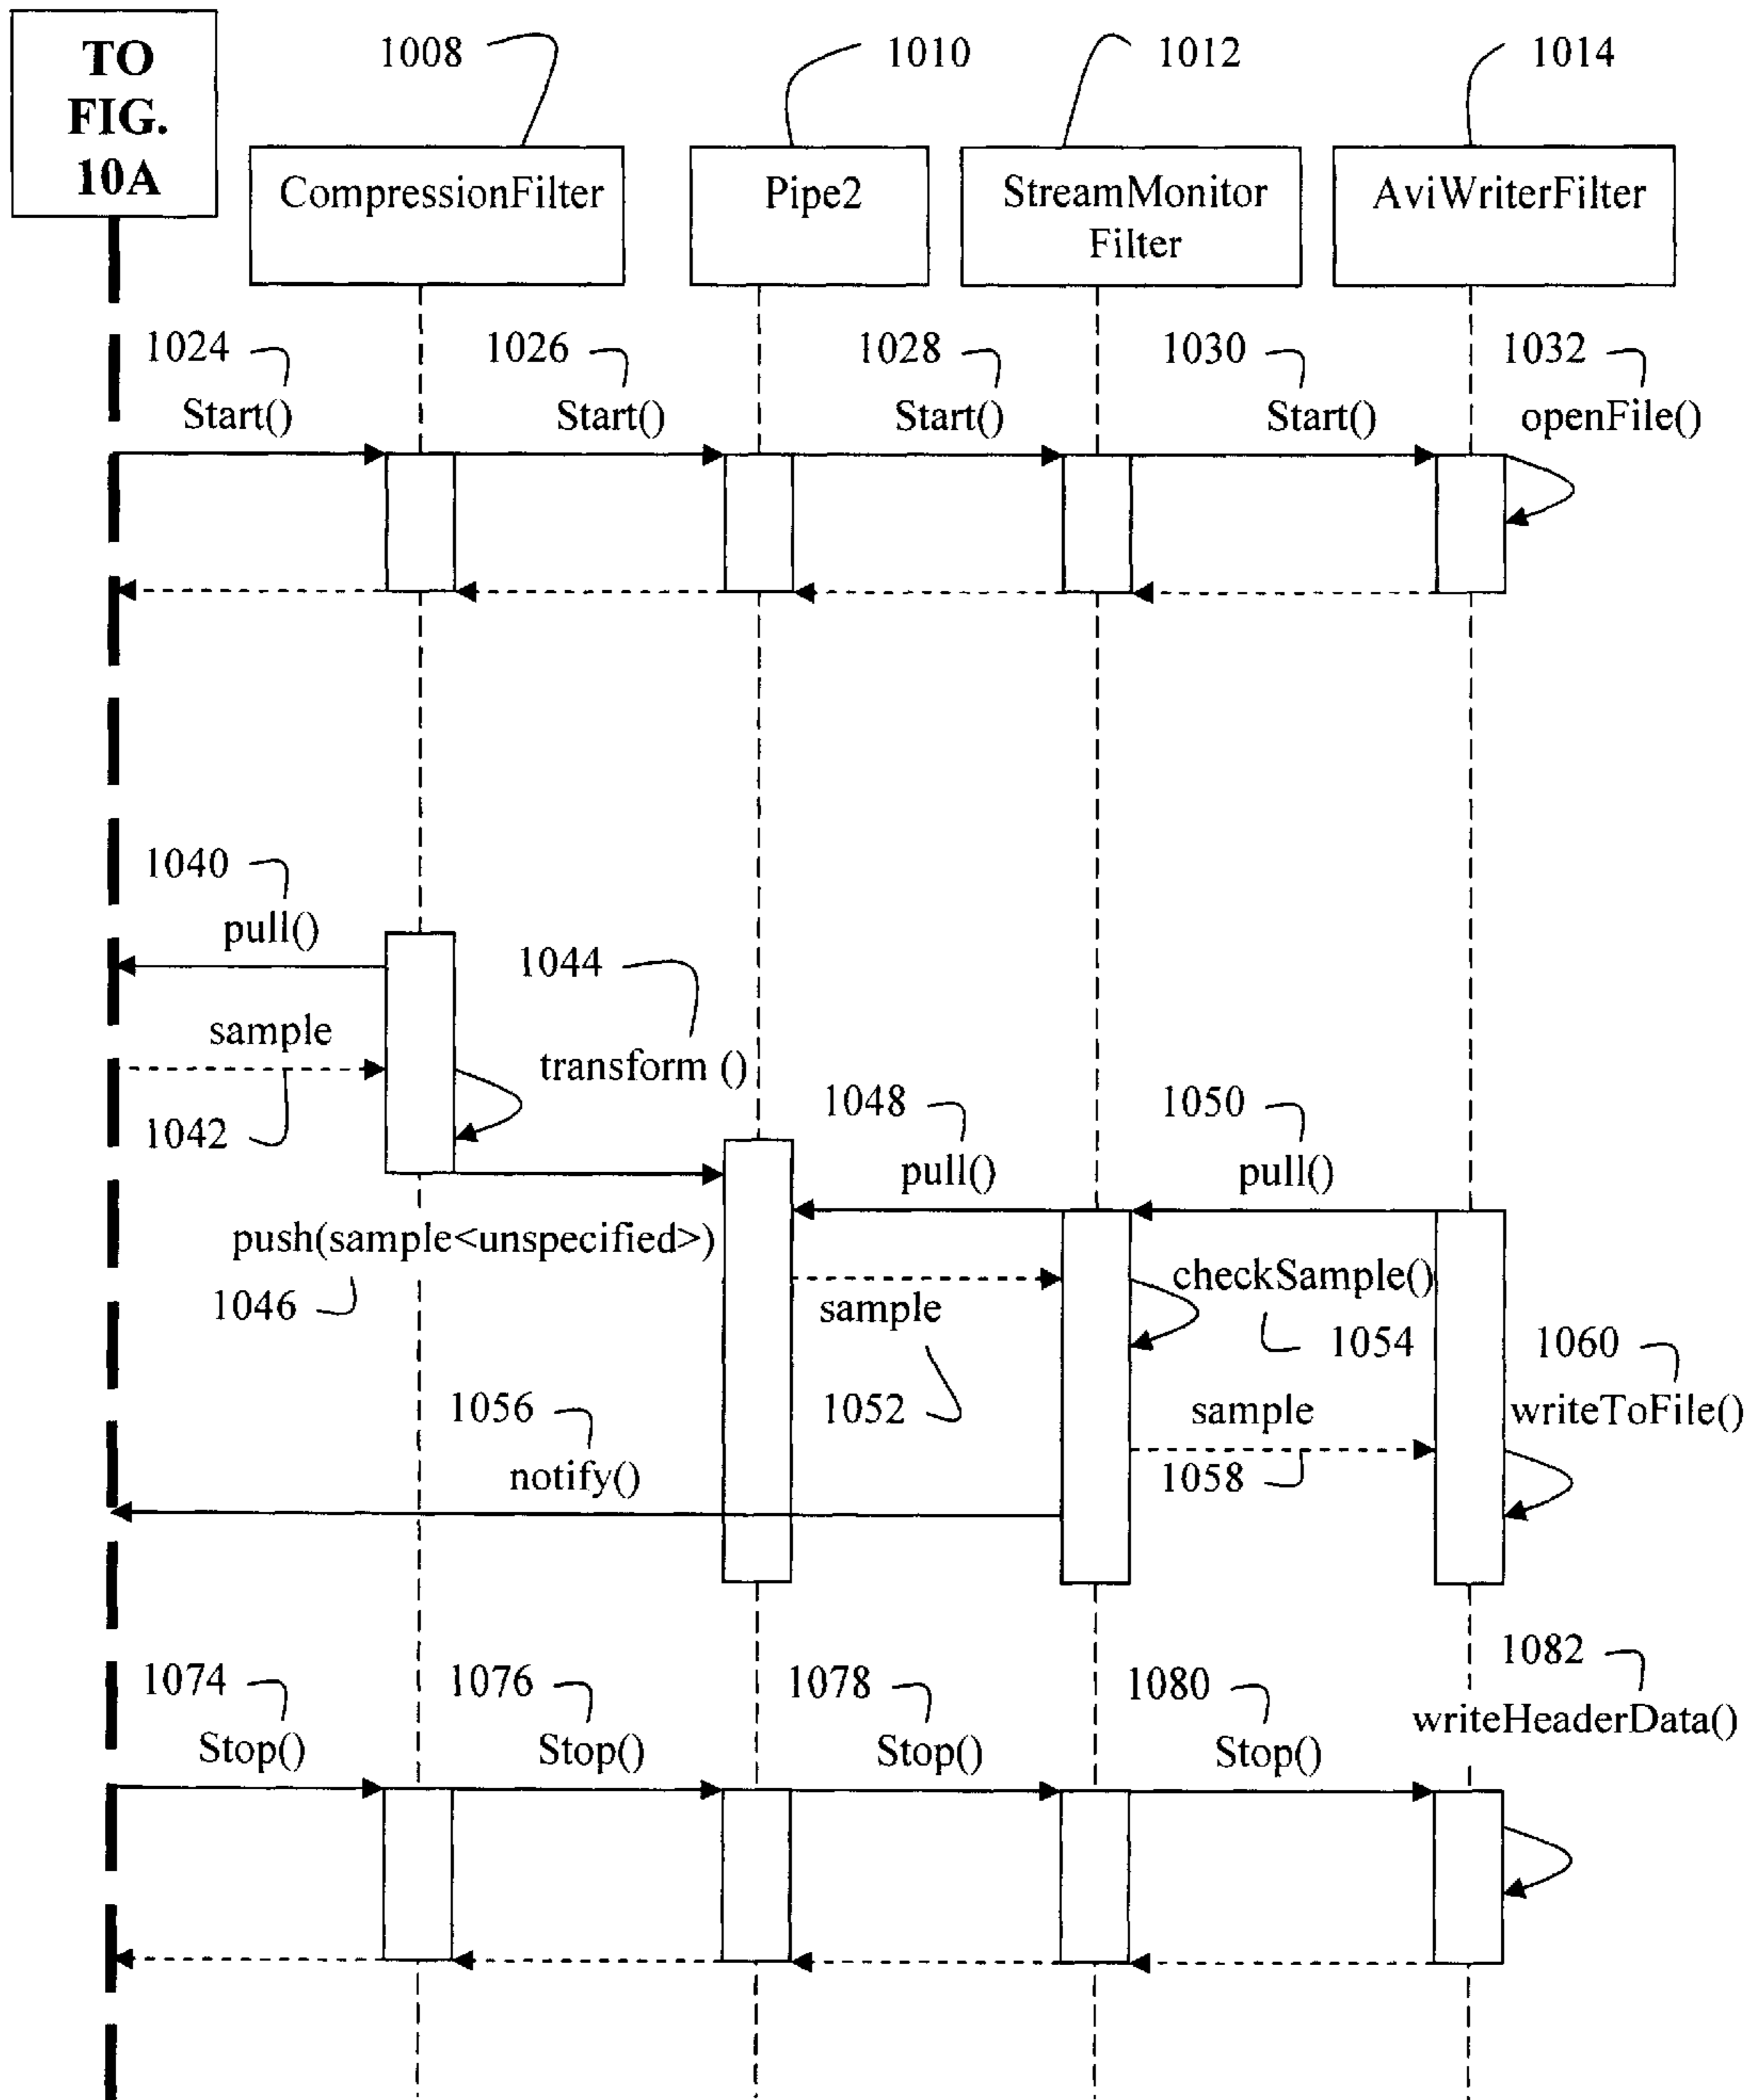 TO
FIG.
10A
1008
1010
1012
1014
CompressionFilter
Pipe2
StreamMonitor
Filter
AviWriterFilter
1024
1026
1028
1030
1032
Start()
Start()
Start()
Start()
openFile()
1040
pull()
1044
sample
transform ()
1042
1048
1050
pull()
pull()
push(sample<unspecified>)
1046
checkSample()
sample
1054
1060
1056
1052
sample
writeToFile()
notify()
1058
1074
1076
1078
1080
1082
Stop()
Stop()
Stop()
Stop()
writeHeaderData()